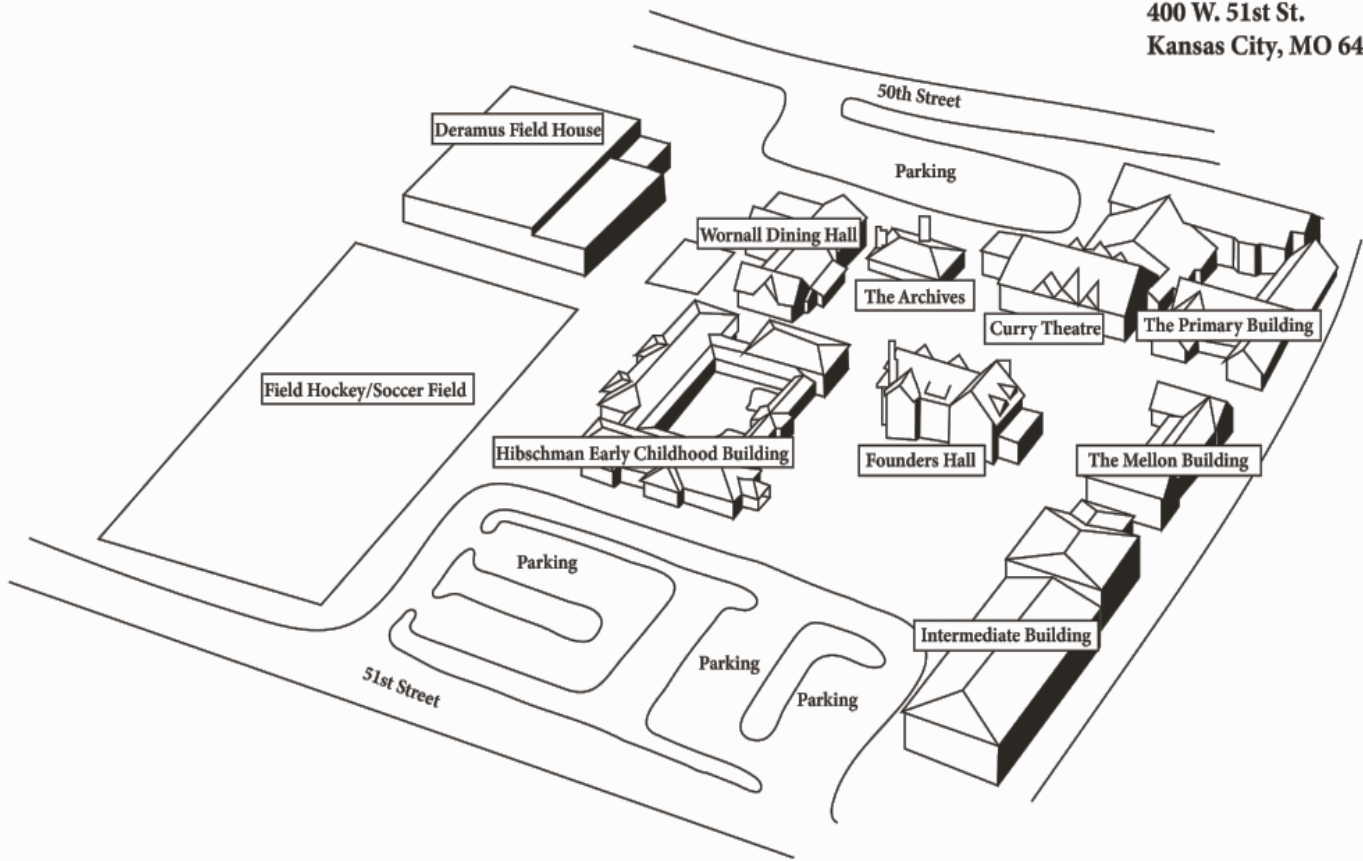 400 W. 51st St.
Kansas City, MO 64
50th Street
Deramus Field House
Parking
Wornall Dining Hall
The Archives
Curry Theatre
The Primary Building
Field Hockey/Soccer Field
Hibschman Early Childhood Building
Founders Hall
The Mellon Building
Parking
Intermediate Building
Parking
Parking
51st Street